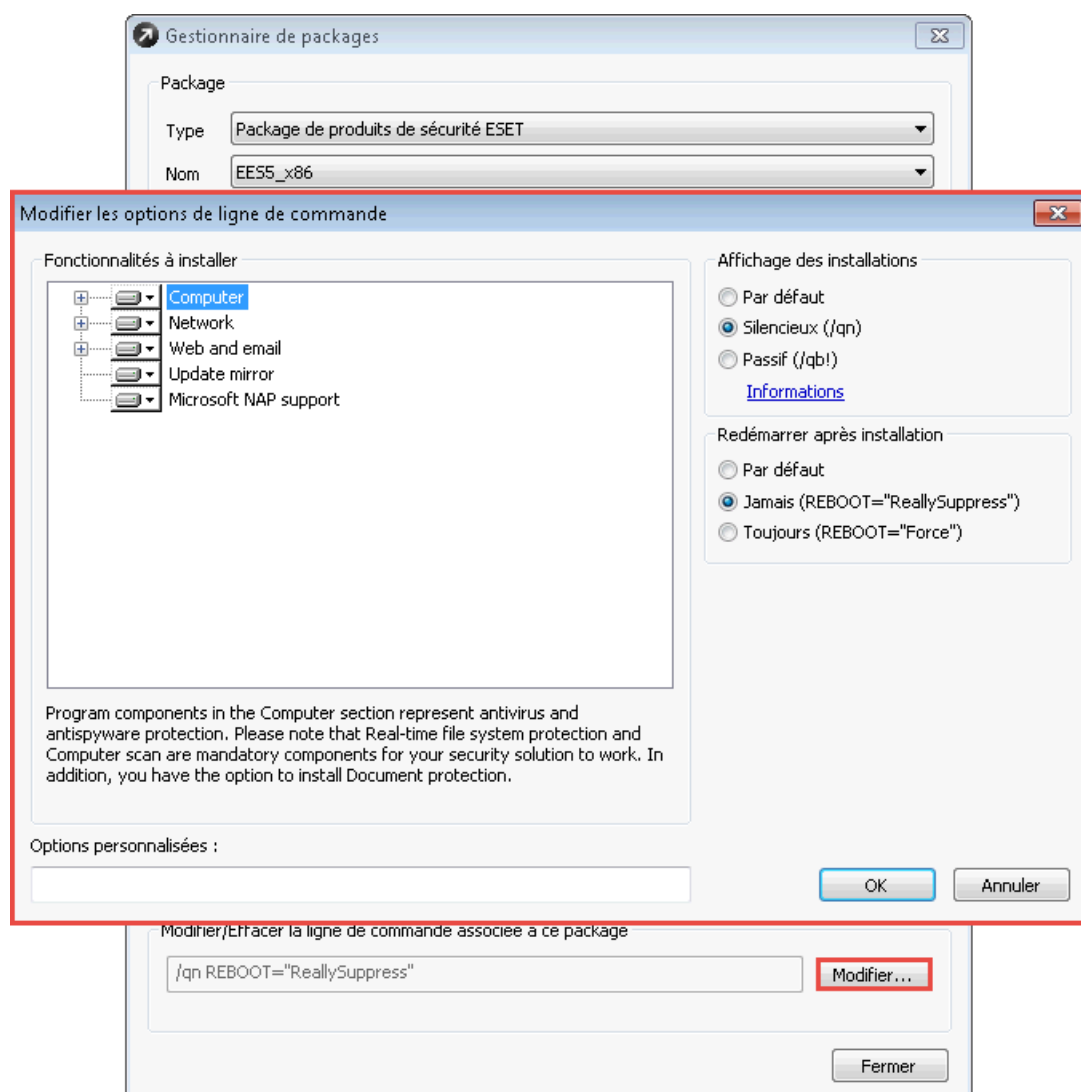 Gestionnaire de packages
Package
Type
Package de produits de sécurité ESET
Nom
EES5_x86
Modifier les options de ligne de commande
Fonctionnalités à installer
Computer
Network
Web and email
Update mirror
Microsoft NAP support
Program components in the Computer section represent antivirus and
antispyware protection. Please note that Real-time file system protection and
Computer scan are mandatory components for your security solution to work. In
addition, you have the option to install Document protection.
Affichage des installations
Par défaut
Silencieux (/qn)
Passif (/qb!)
Informations
Redémarrer après installation
Par défaut
Jamais (REBOOT="ReallySuppress")
Toujours (REBOOT="Force")
Options personnalisées :
OK
Annuler
Modifier/Effacer la ligne de commande associée à ce package
/qn REBOOT="ReallySuppress"
Modifier...
Fermer